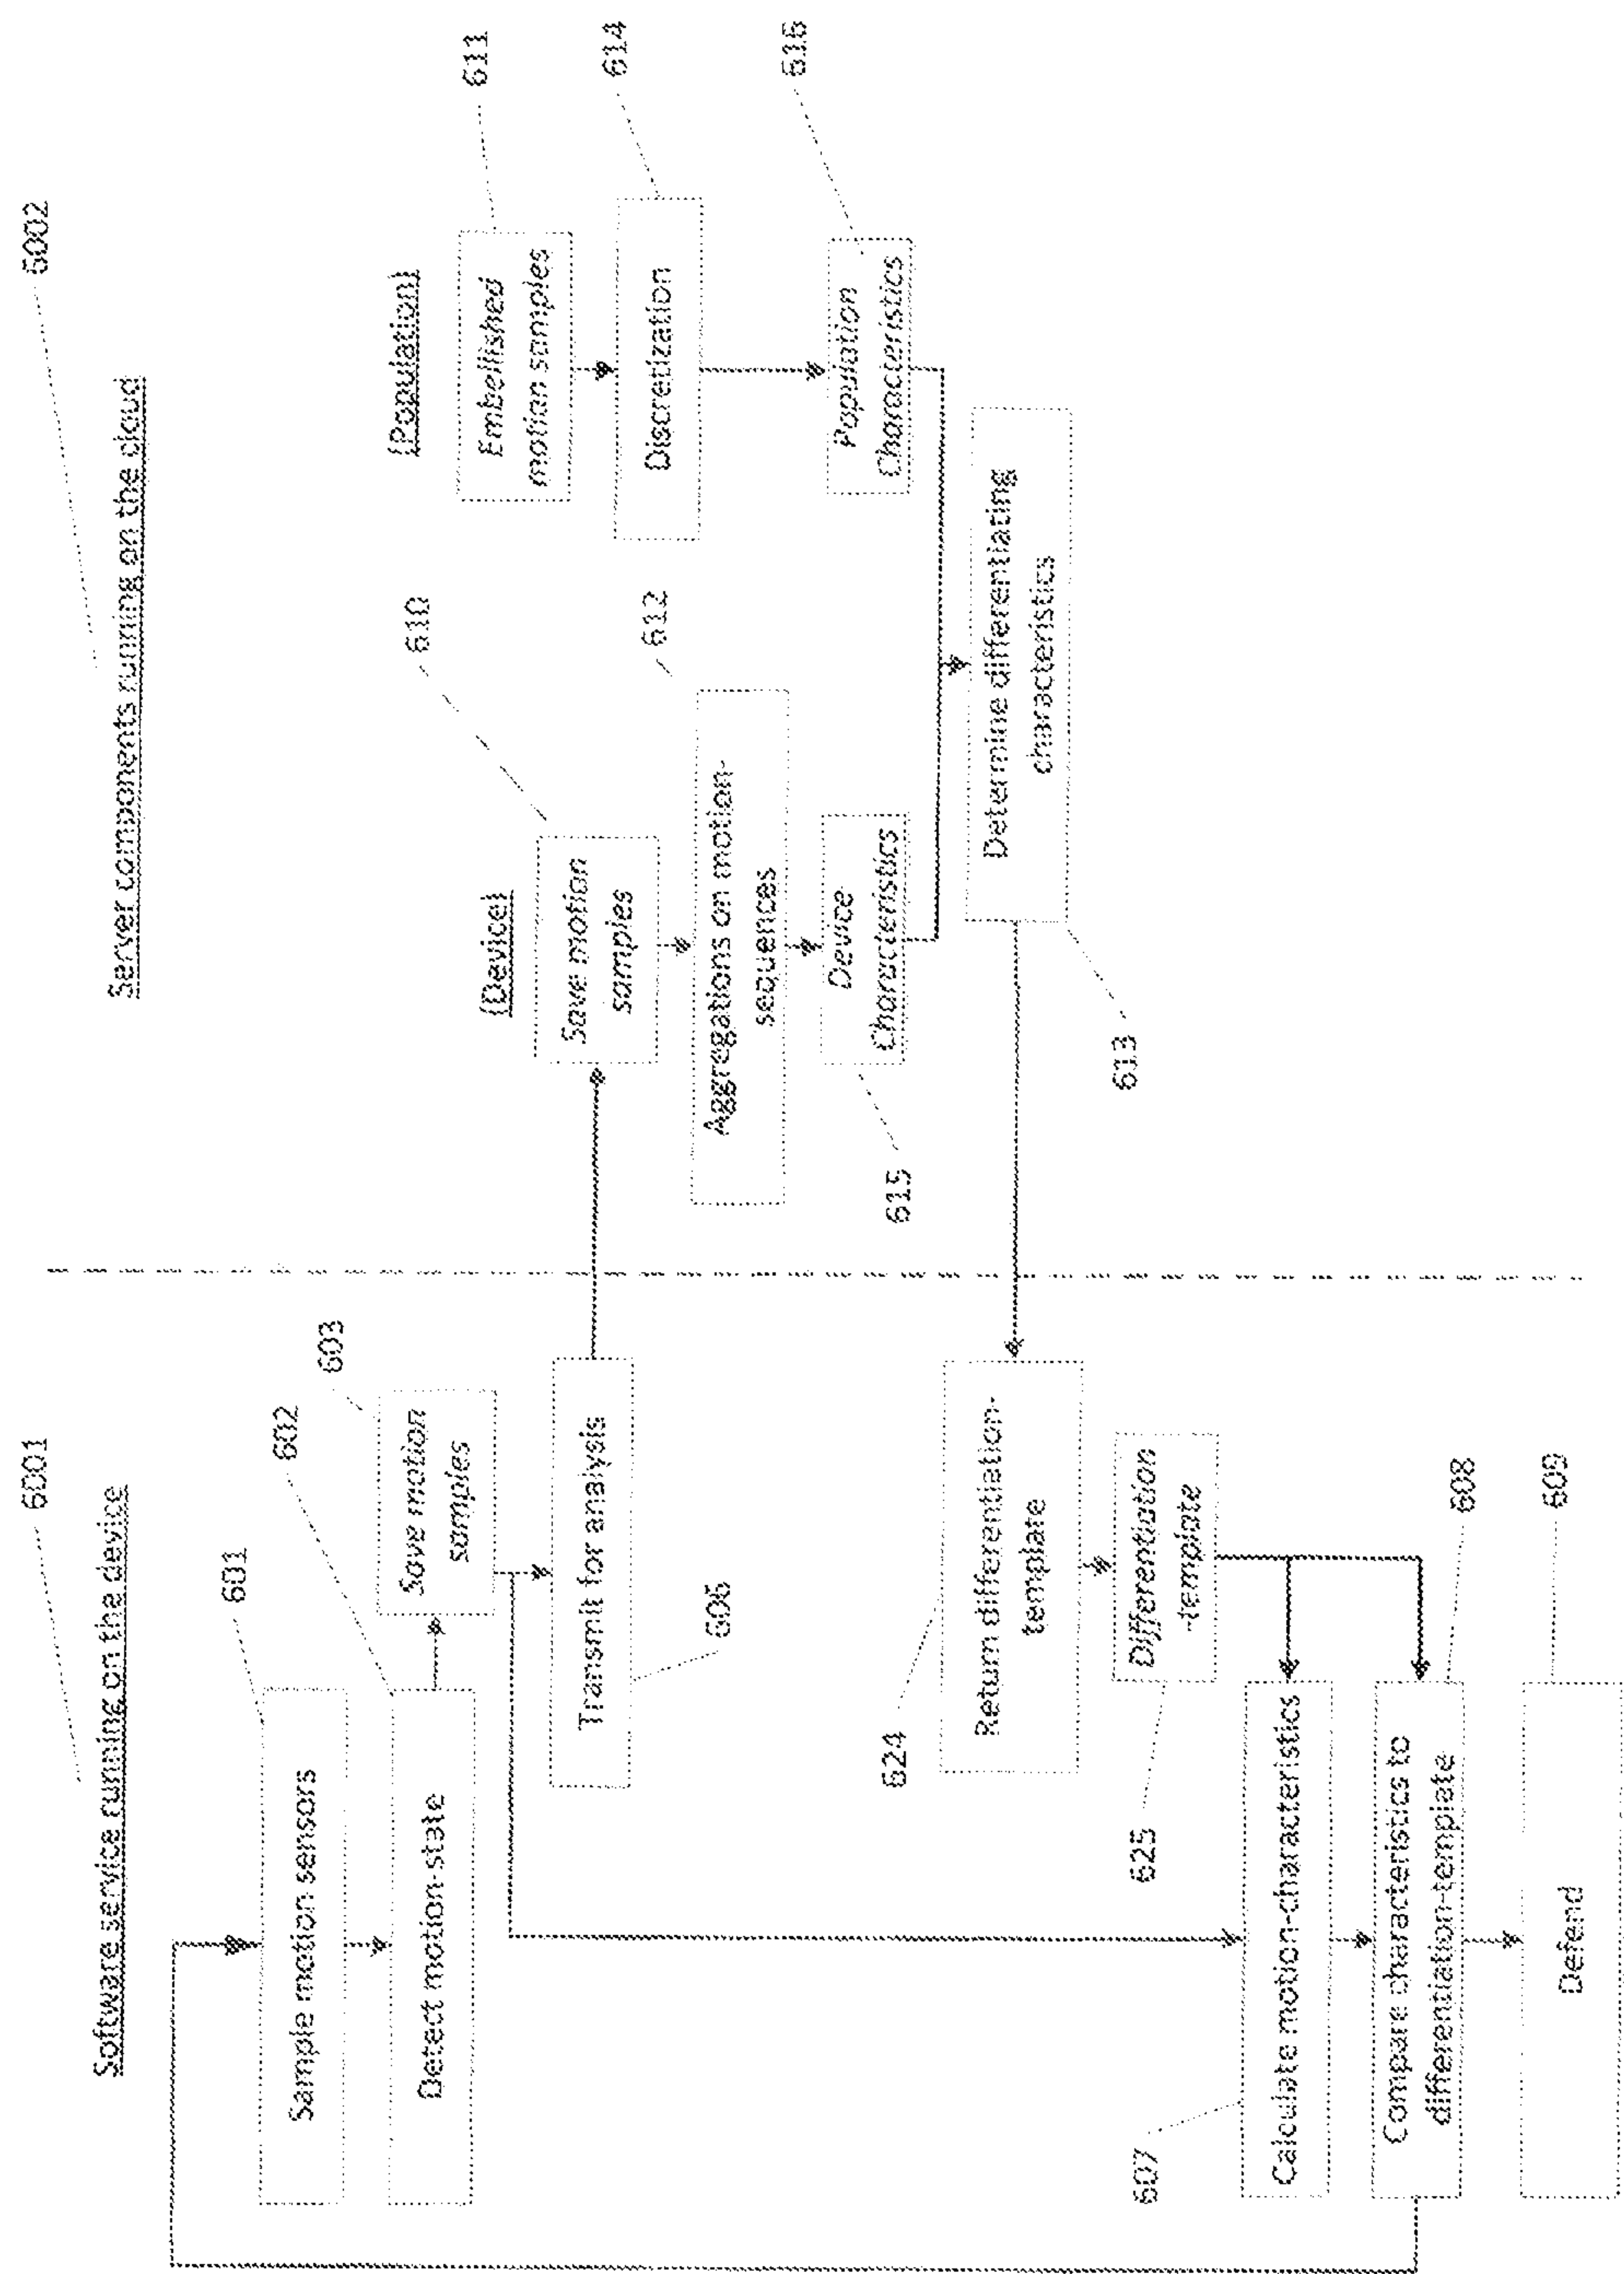 6001
Software service running on the device
601
Sample motion sensors
602
Detect motion-state
603
Save motion
samples
Transmit for analysis
606
624
Return differentiation-
template
625
Differentiation
-template
607
Calculate motion-characteristics
Compare characteristics to
differentiation-template
608
Defend
609
6002
Server components running on the cloud
(Device)
610
Save motion
samples
612
Aggregations on motion-
sequences
615
Device
Characteristics
(Population)
611
Embellished
motion samples
614
Discretization
616
Population
Characteristics
Determine differentiating
characteristics
613